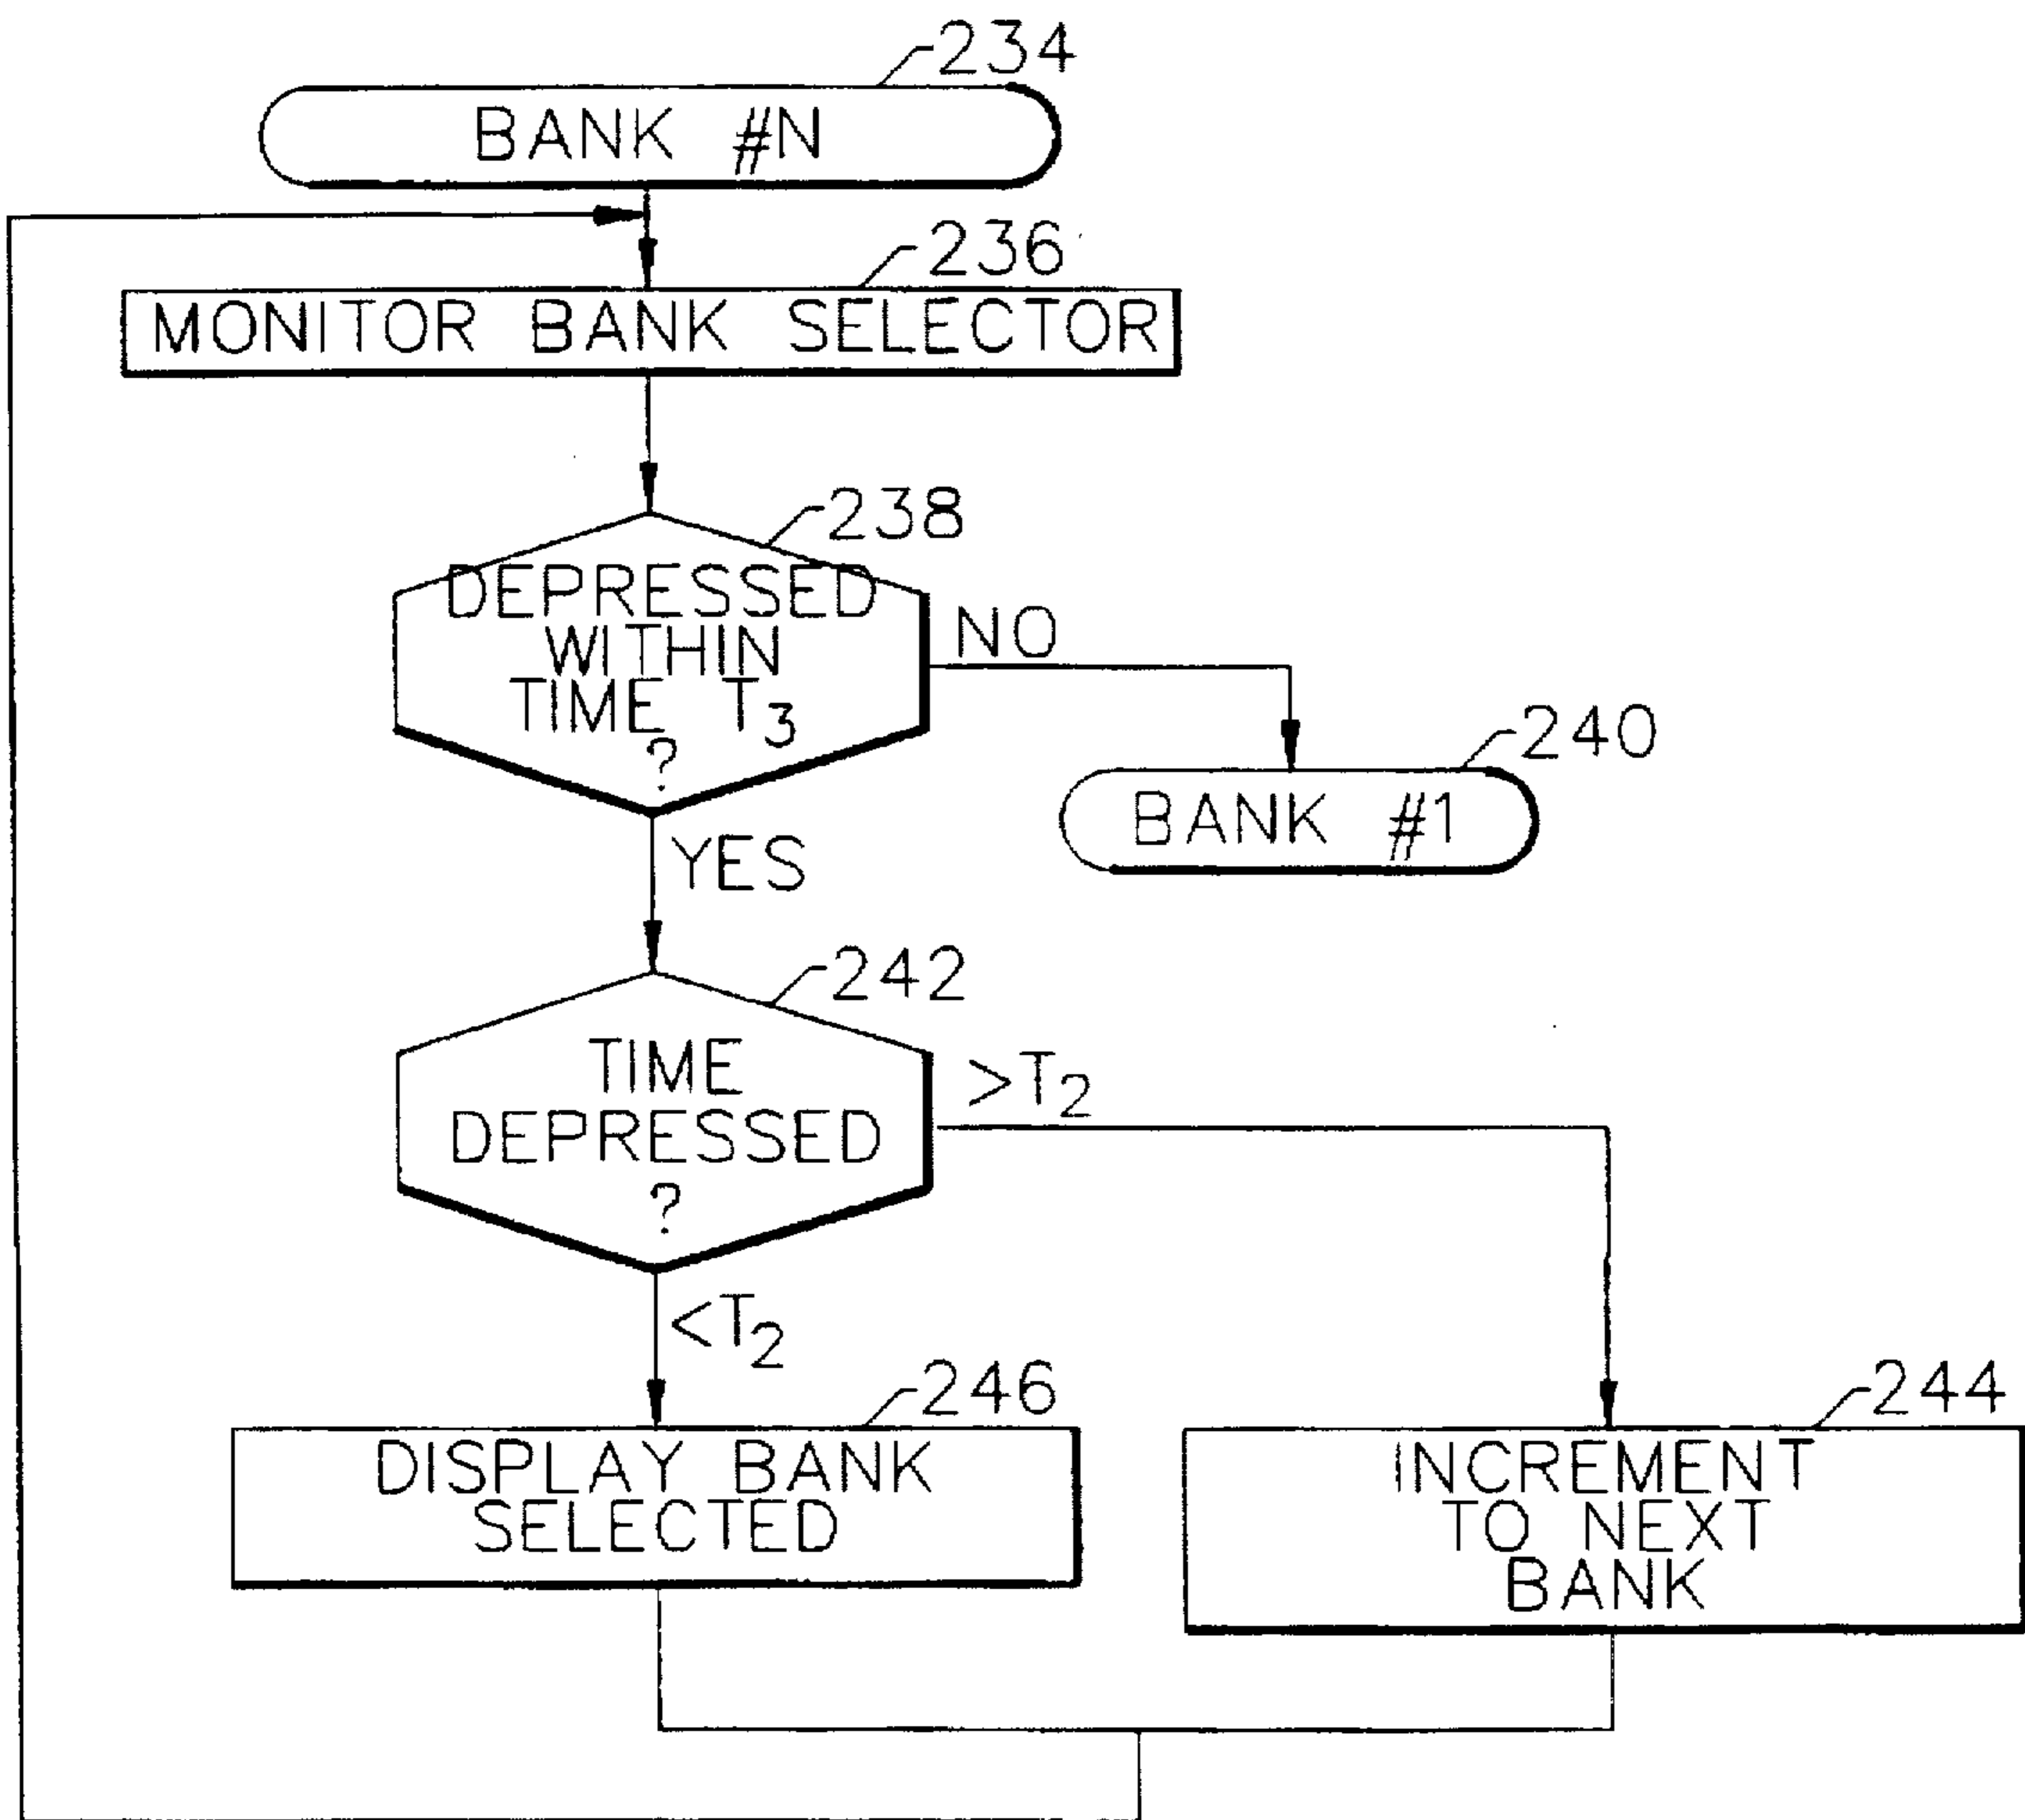 234
BANK #N
236
MONITOR BANK SELECTOR
238
DEPRESSED
WITHIN
TIME T₃
?
NO
240
BANK #1
YES
242
TIME
DEPRESSED
?
>T₂
<T₂
246
DISPLAY BANK
SELECTED
244
INCREMENT
TO NEXT
BANK